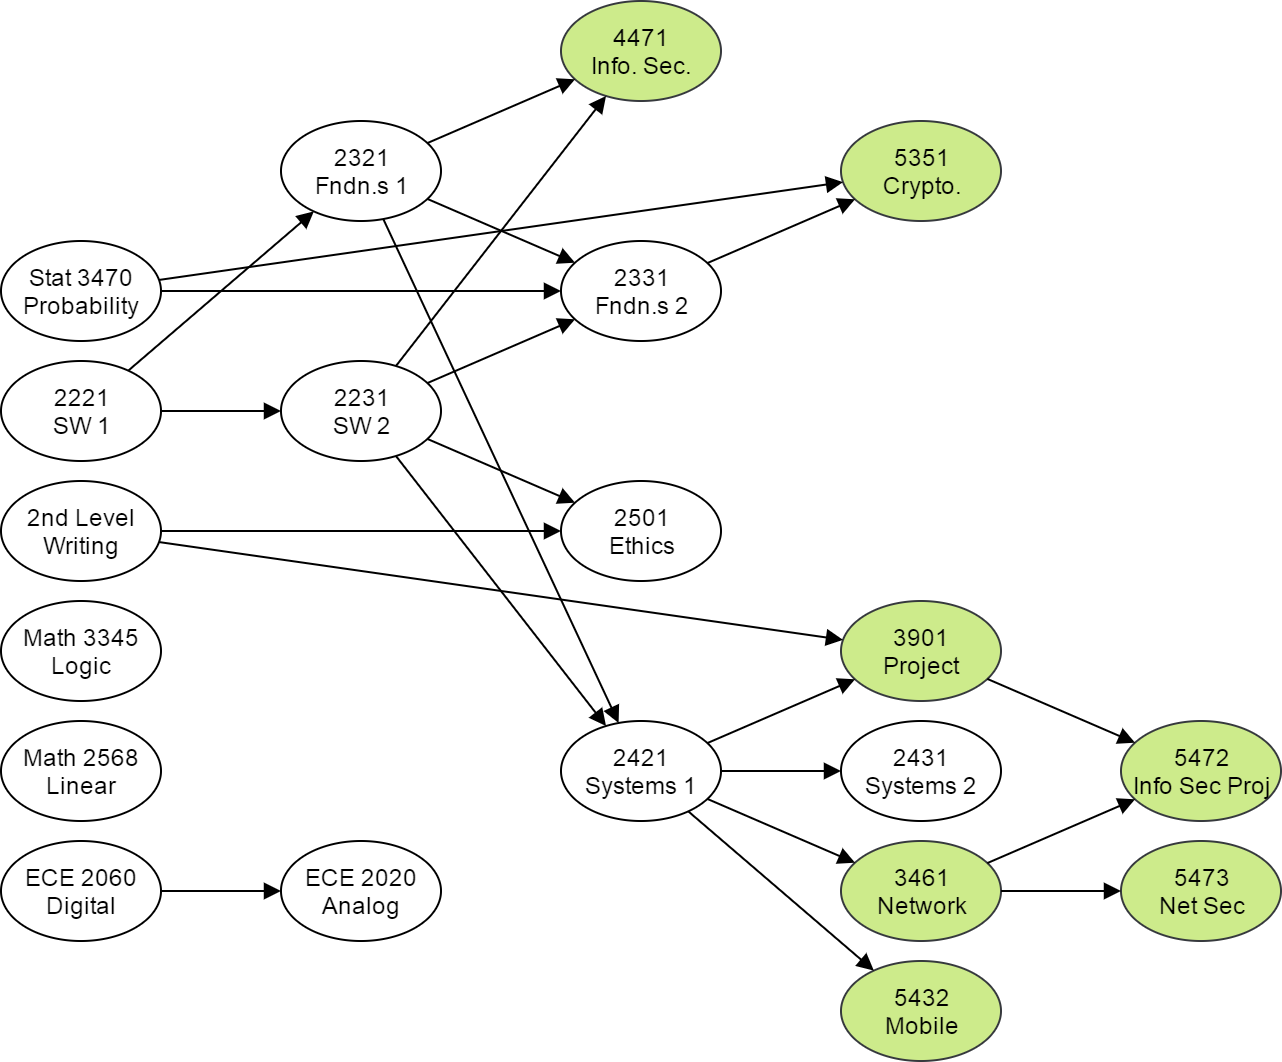 4471
Info. Sec.
2321
Fndn.s 1
5351
Crypto.
Stat 3470
Probability
2331
Fndn.s 2
2221
SW 1
2231
SW 2
2nd Level
Writing
2501
Ethics
Math 3345
Logic
3901
Project
Math 2568
Linear
2421
Systems 1
2431
Systems 2
5472
Info Sec Proj
ECE 2060
Digital
ECE 2020
Analog
3461
Network
5473
Net Sec
5432
Mobile